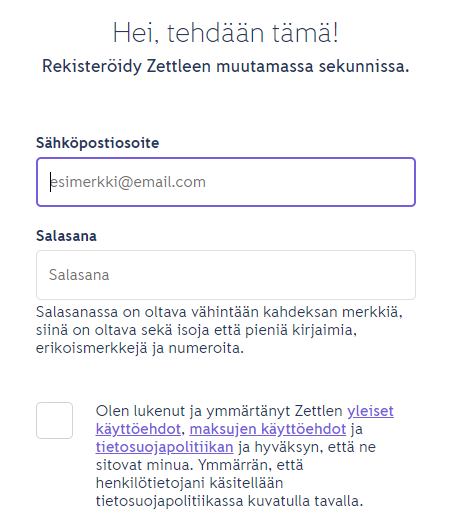 Hei, tehdään tämä!
Rekisteröidy Zettleen muutamassa sekunnissa.
Sähköpostiosoite
esimerkki@email.com
Salasana
Salasana
Salasanassa on oltava vähintään kahdeksan merkkiä,
siinä on oltava sekä isoja että pieniä kirjaimia,
erikoismerkkejä ja numeroita.
Olen lukenut ja ymmärtänyt Zettlen yleiset
käyttöehdot, maksujen käyttöehdot ja
tietosuojapolitiikan ja hyväksyn, että ne
sitovat minua. Ymmärrän, että
henkilötietojani käsitellään
tietosuojapolitiikassa kuvatulla tavalla.